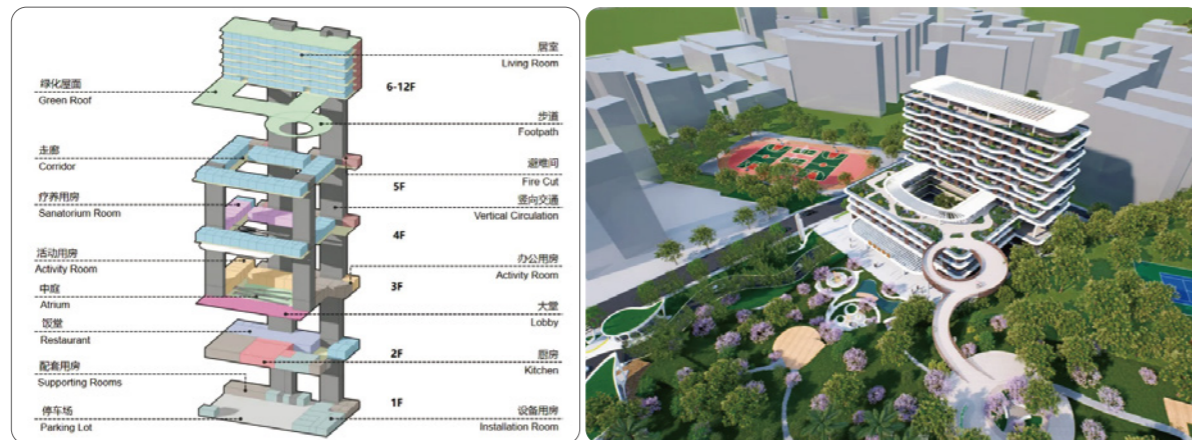 绿化屋面
Green Roof
走廊
Corridor
疗养用房
Sanatorium Room
活动用房
Activity Room
中庭
Atrium
饭堂
Restaurant
配套用房
Supporting Rooms
停车场
Parking Lot
6-12F
5F
4F
3F
2F
1F
居室
Living Room
步道
Footpath
避难间
Fire Cut
竖向交通
Vertical Circulation
办公用房
Activity Room
大堂
Lobby
厨房
Kitchen
设备用房
Installation Room